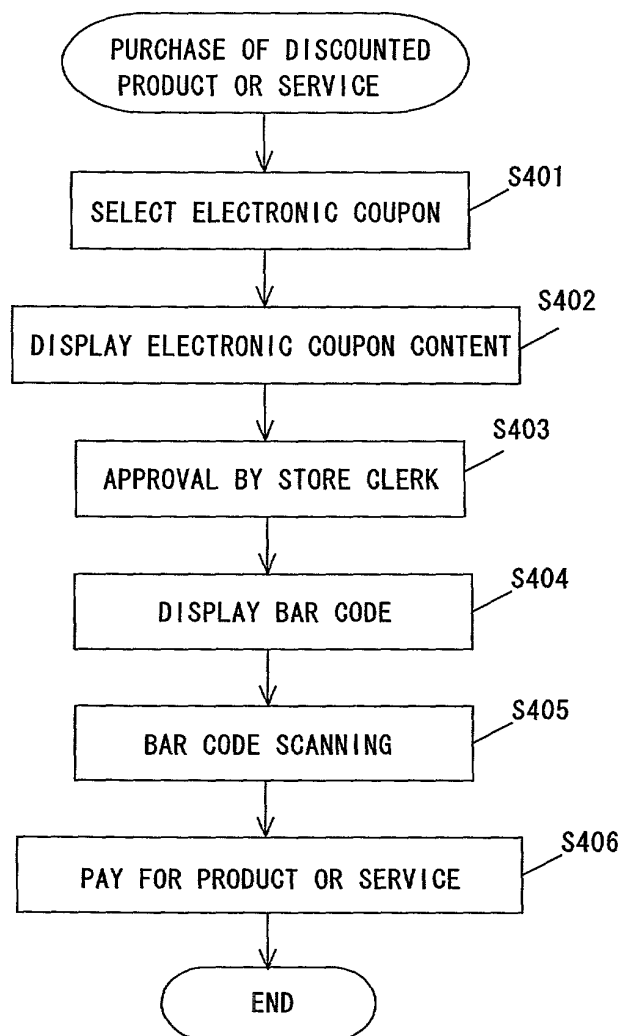 PURCHASE OF DISCOUNTED
PRODUCT OR SERVICE
S401
SELECT ELECTRONIC COUPON
S402
DISPLAY ELECTRONIC COUPON CONTENT
S403
APPROVAL BY STORE CLERK
S404
DISPLAY BAR CODE
S405
BAR CODE SCANNING
S406
PAY FOR PRODUCT OR SERVICE
END